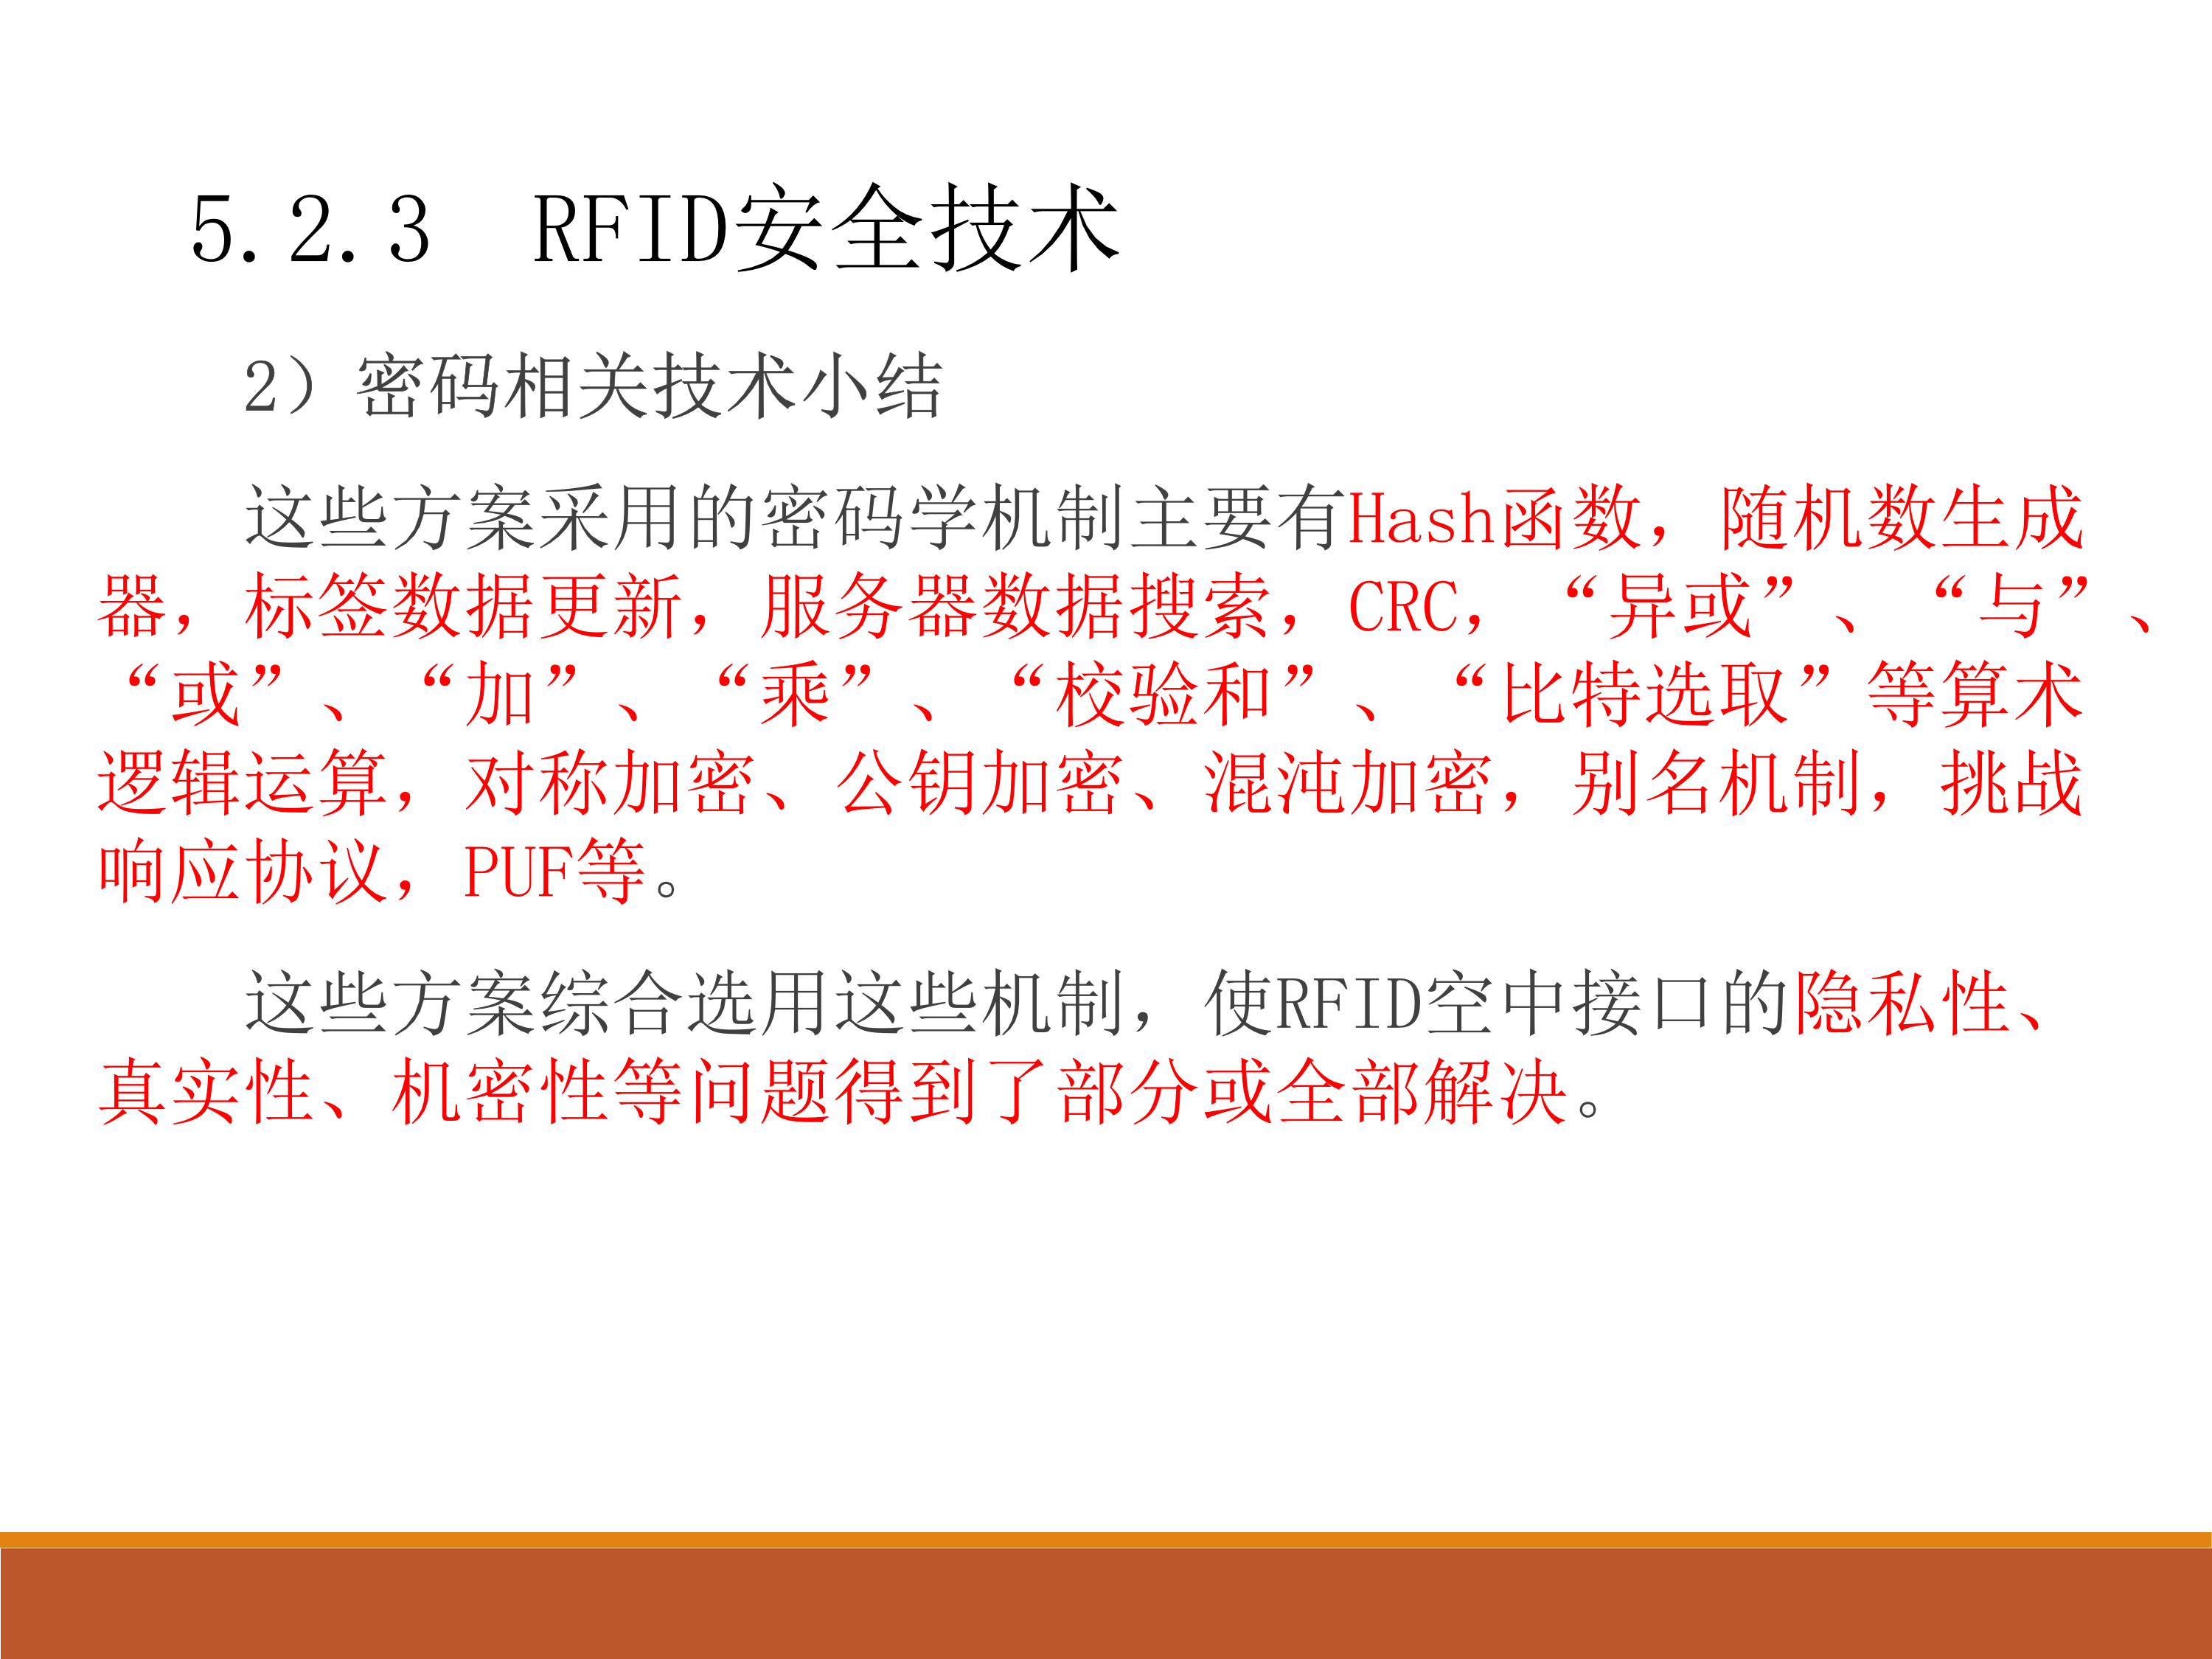 5.2.3  RFID安全技术
2）密码相关技术小结
这些方案采用的密码学机制主要有Hash函数，随机数生成
器，标签数据更新，服务器数据搜索，CRC，“异或”、“与”、
“或”、“加”、“乘”、“校验和”、“比特选取”等算术
逻辑运算，对称加密、公钥加密、混沌加密，别名机制，挑战
响应协议，PUF等。
这些方案综合选用这些机制，使RFID空中接口的隐私性、
真实性、机密性等问题得到了部分或全部解决。